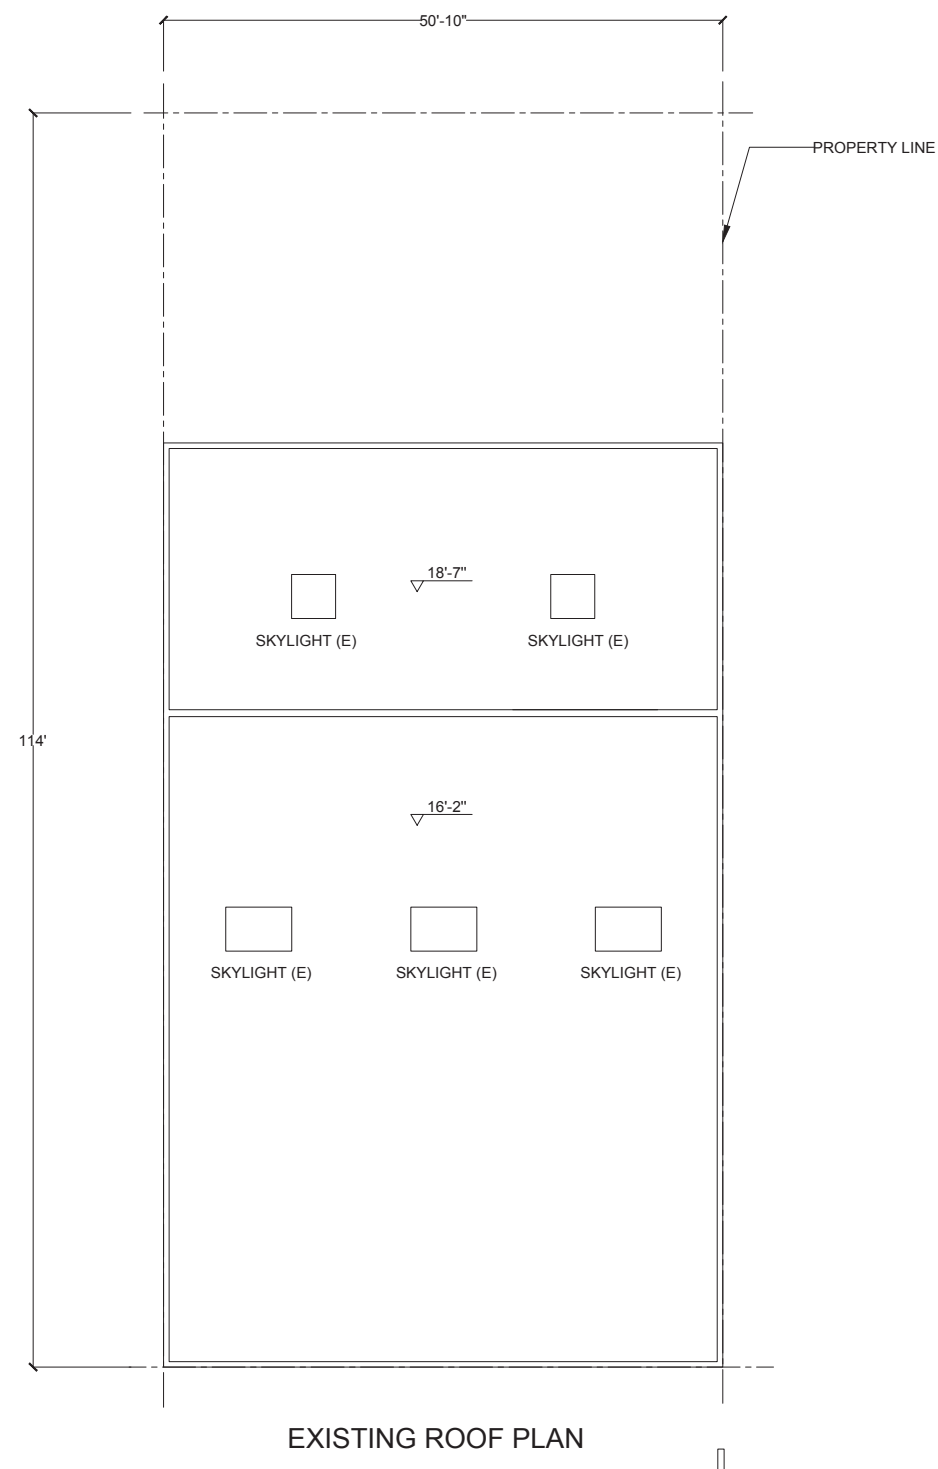 50'-10"
PROPERTY LINE
18'-7"
SKYLIGHT (E)
SKYLIGHT (E)
114'
16'-2"
SKYLIGHT (E)
SKYLIGHT (E)
SKYLIGHT (E)
EXISTING ROOF PLAN